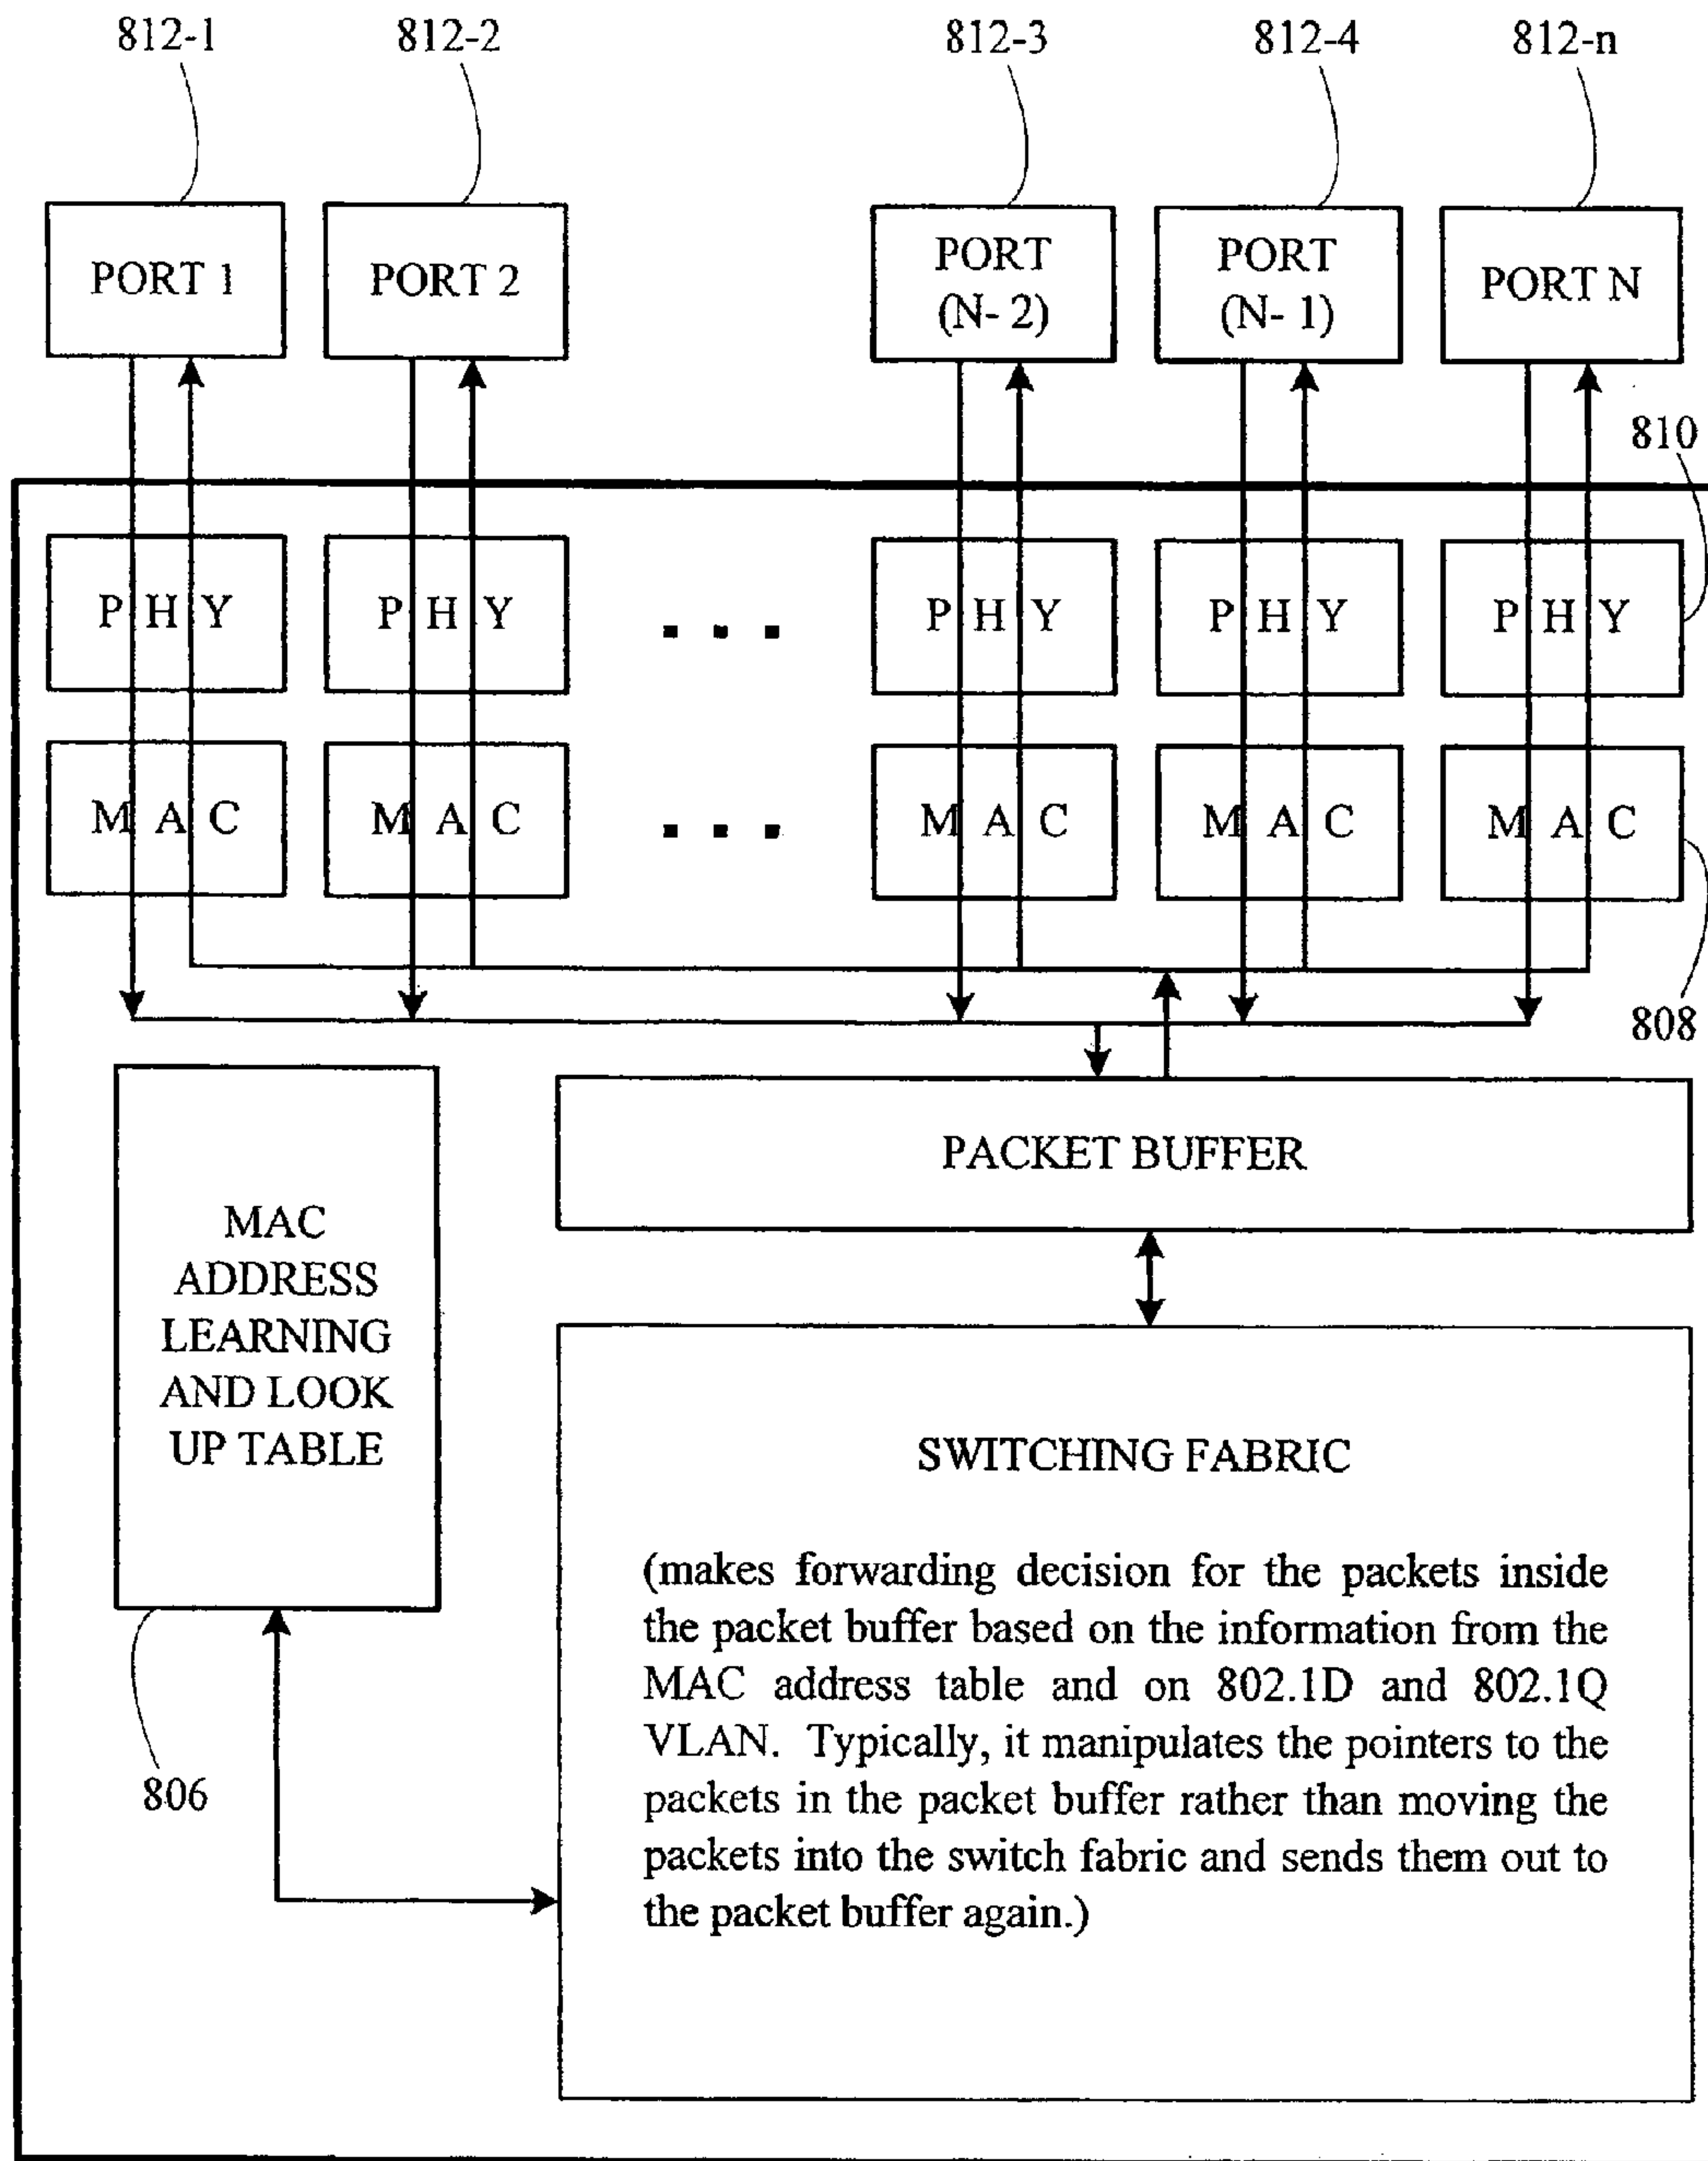 812-1 812-2 812-3 812-4 812-n
PORT 1 PORT 2 PORT (N- 2) PORT (N- 1) PORT N
810
P H Y P H Y . . . P H Y P H Y P H Y
M A C M A C . . . M A C M A C M A C
808
PACKET BUFFER
MAC
ADDRESS
LEARNING
AND LOOK
UP TABLE
806
SWITCHING FABRIC
(makes forwarding decision for the packets inside
the packet buffer based on the information from the
MAC address table and on 802.1D and 802.1Q
VLAN. Typically, it manipulates the pointers to the
packets in the packet buffer rather than moving the
packets into the switch fabric and sends them out to
the packet buffer again.)